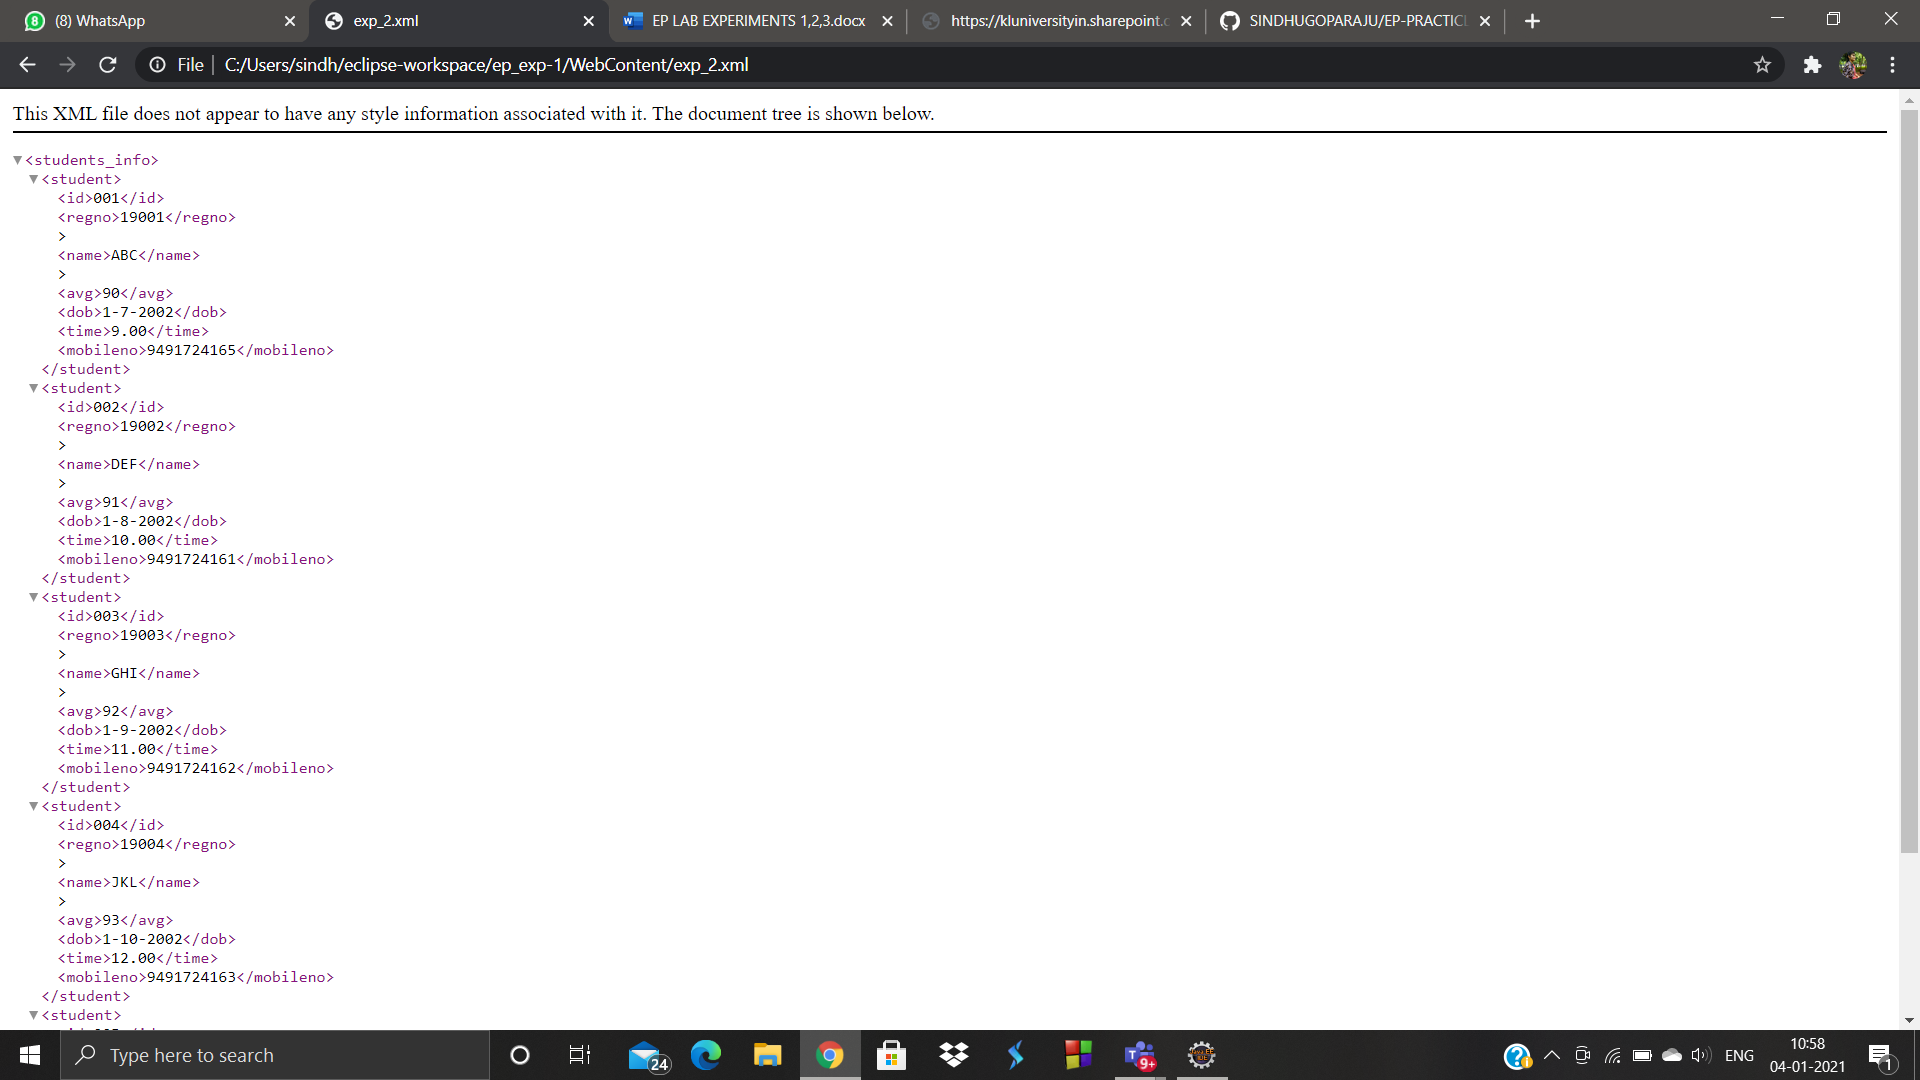 (8) WhatsApp
exp_2.xml
EP LAB EXPERIMENTS 1,2,3.docx
https://kluniversityin.sharepoint.c
SINDHUGOPARAJU/EP-PRACTIC
File
C:/Users/sindh/eclipse-workspace/ep_exp-1/WebContent/exp_2.xml
This XML file does not appear to have any style information associated with it. The document tree is shown below.
<students_info>
<student>
<id>001</id>
<regno>19001</regno>
>
<name>ABC</name>
>
<avg>90</avg>
<dob>1-7-2002</dob>
<time>9.00</time>
<mobileno>9491724165</mobileno>
</student>
<student>
<id>002</id>
<regno>19002</regno>
>
<name>DEF</name>
>
<avg>91</avg>
<dob>1-8-2002</dob>
<time>10.00</time>
<mobileno>9491724161</mobileno>
</student>
<student>
<id>003</id>
<regno>19003</regno>
>
<name>GHI</name>
>
<avg>92</avg>
<dob>1-9-2002</dob>
<time>11.00</time>
<mobileno>9491724162</mobileno>
</student>
<student>
<id>004</id>
<regno>19004</regno>
>
<name>JKL</name>
>
<avg>93</avg>
<dob>1-10-2002</dob>
<time>12.00</time>
<mobileno>9491724163</mobileno>
</student>
<student>
Type here to search
24
9+
ENG
10:58
04-01-2021
1